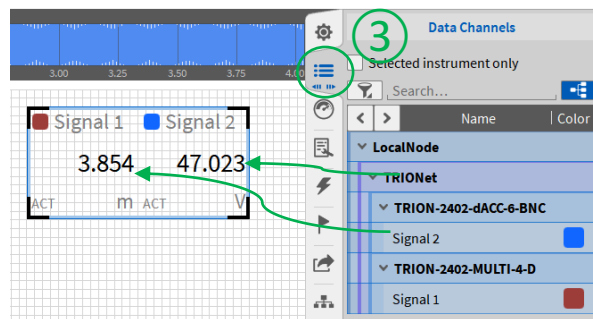 3
Data Channels
Selected instrument only
Search...
Name Color
LocalNode
TRIONet
TRION-2402-dACC-6-BNC
Signal 2
TRION-2402-MULTI-4-D
Signal 1
3.00 3.25 3.50 3.75 4.00
Signal 1 Signal 2
3.854 47.023
ACT m ACT V